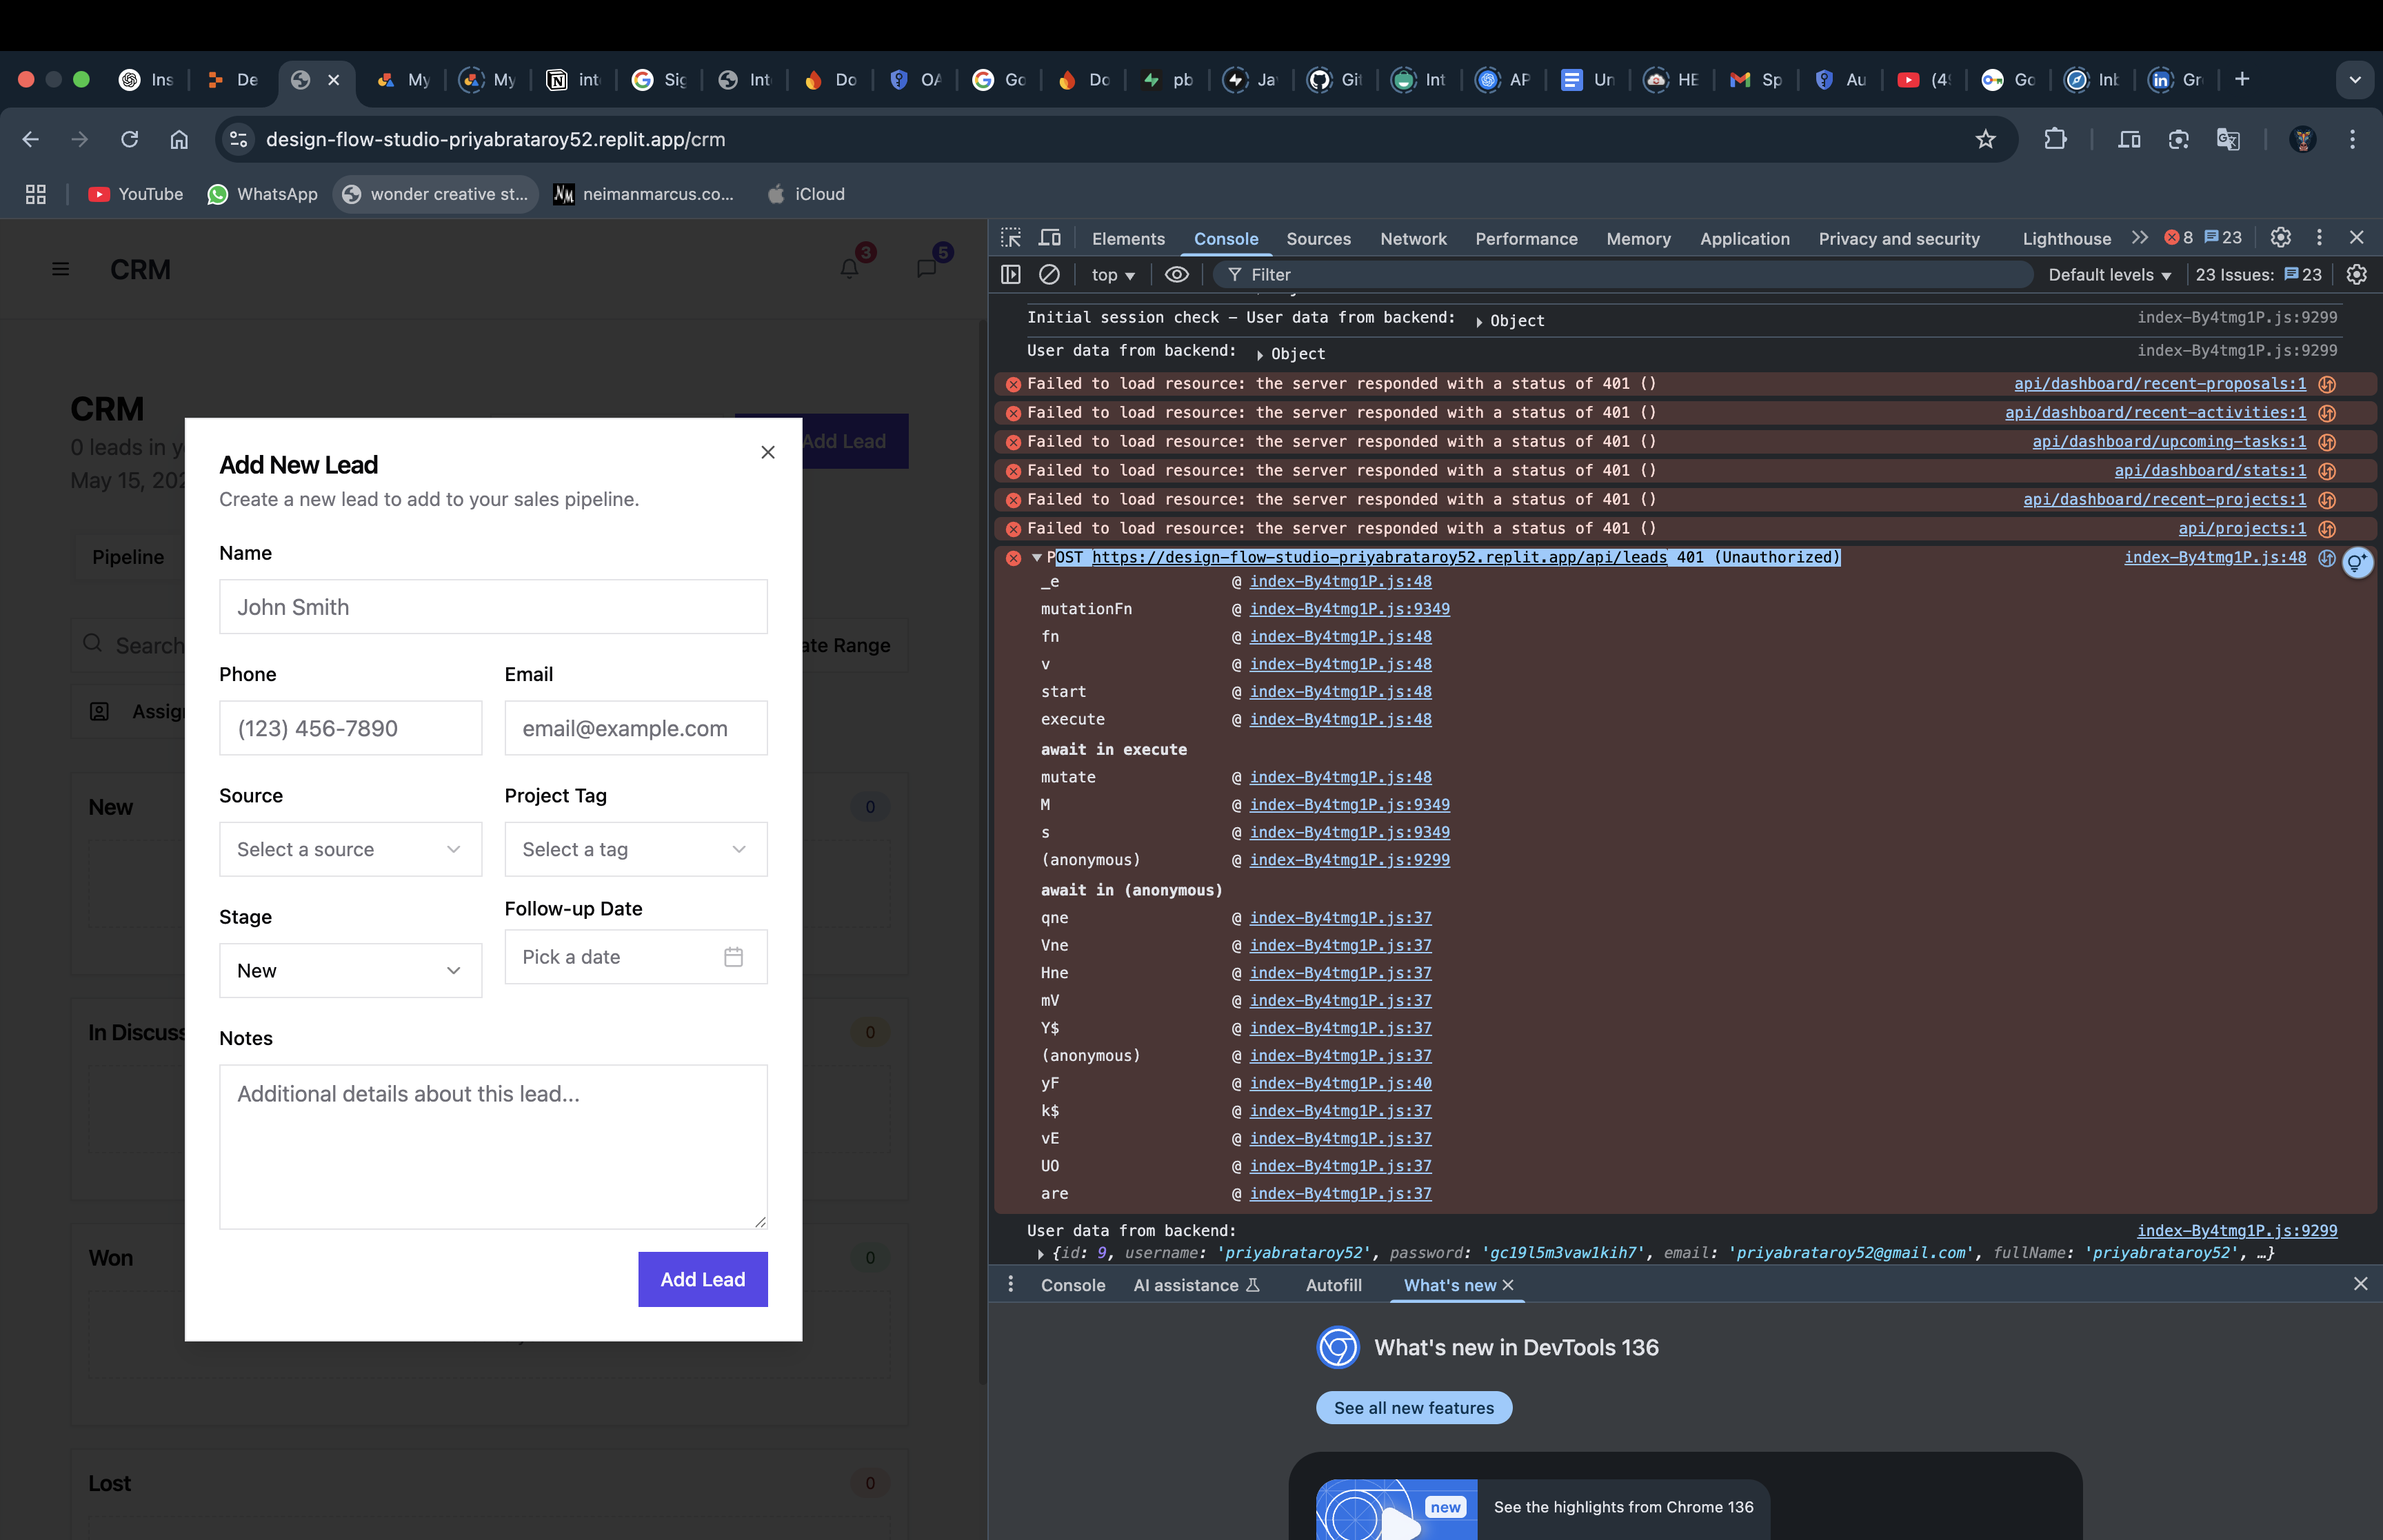 Ins
De
My
My
int
Sig
Int
Do
OA
Go
Do
pb
Ja
Git
Int
AP
Un
HE
Sp
Au
(49
Go
Inb
Gr
design-flow-studio-priyabrataroy52.replit.app/crm
YouTube
WhatsApp
wonder creative st...
neimanmarcus.co...
iCloud
CRM
3
5
CRM
0 leads in y
May 15, 202
Add Lead
Pipeline
Search
ate Range
Assig
New
0
In Discuss
0
Won
0
Lost
0
Add New Lead
Create a new lead to add to your sales pipeline.
Name
John Smith
Phone
Email
(123) 456-7890
email@example.com
Source
Project Tag
Select a source
Select a tag
Stage
Follow-up Date
New
Pick a date
Notes
Additional details about this lead...
Add Lead
Elements
Console
Sources
Network
Performance
Memory
Application
Privacy and security
Lighthouse
8
23
top
Filter
Default levels
23 Issues:
23
Initial session check – User data from backend: Object
index-By4tmg1P.js:9299
User data from backend: Object
index-By4tmg1P.js:9299
Failed to load resource: the server responded with a status of 401 ()
api/dashboard/recent-proposals:1
Failed to load resource: the server responded with a status of 401 ()
api/dashboard/recent-activities:1
Failed to load resource: the server responded with a status of 401 ()
api/dashboard/upcoming-tasks:1
Failed to load resource: the server responded with a status of 401 ()
api/dashboard/stats:1
Failed to load resource: the server responded with a status of 401 ()
api/dashboard/recent-projects:1
Failed to load resource: the server responded with a status of 401 ()
api/projects:1
POST https://design-flow-studio-priyabrataroy52.replit.app/api/leads 401 (Unauthorized)
index-By4tmg1P.js:48
_e @ index-By4tmg1P.js:48
mutationFn @ index-By4tmg1P.js:9349
fn @ index-By4tmg1P.js:48
v @ index-By4tmg1P.js:48
start @ index-By4tmg1P.js:48
execute @ index-By4tmg1P.js:48
await in execute
mutate @ index-By4tmg1P.js:48
M @ index-By4tmg1P.js:9349
s @ index-By4tmg1P.js:9349
(anonymous) @ index-By4tmg1P.js:9299
await in (anonymous)
qne @ index-By4tmg1P.js:37
Vne @ index-By4tmg1P.js:37
Hne @ index-By4tmg1P.js:37
mV @ index-By4tmg1P.js:37
Y$ @ index-By4tmg1P.js:37
(anonymous) @ index-By4tmg1P.js:37
yF @ index-By4tmg1P.js:40
k$ @ index-By4tmg1P.js:37
vE @ index-By4tmg1P.js:37
UO @ index-By4tmg1P.js:37
are @ index-By4tmg1P.js:37
User data from backend:
index-By4tmg1P.js:9299
{id: 9, username: 'priyabrataroy52', password: 'gc19l5m3vaw1kih7', email: 'priyabrataroy52@gmail.com', fullName: 'priyabrataroy52', …}
Console
AI assistance
Autofill
What's new
What's new in DevTools 136
See all new features
new
See the highlights from Chrome 136